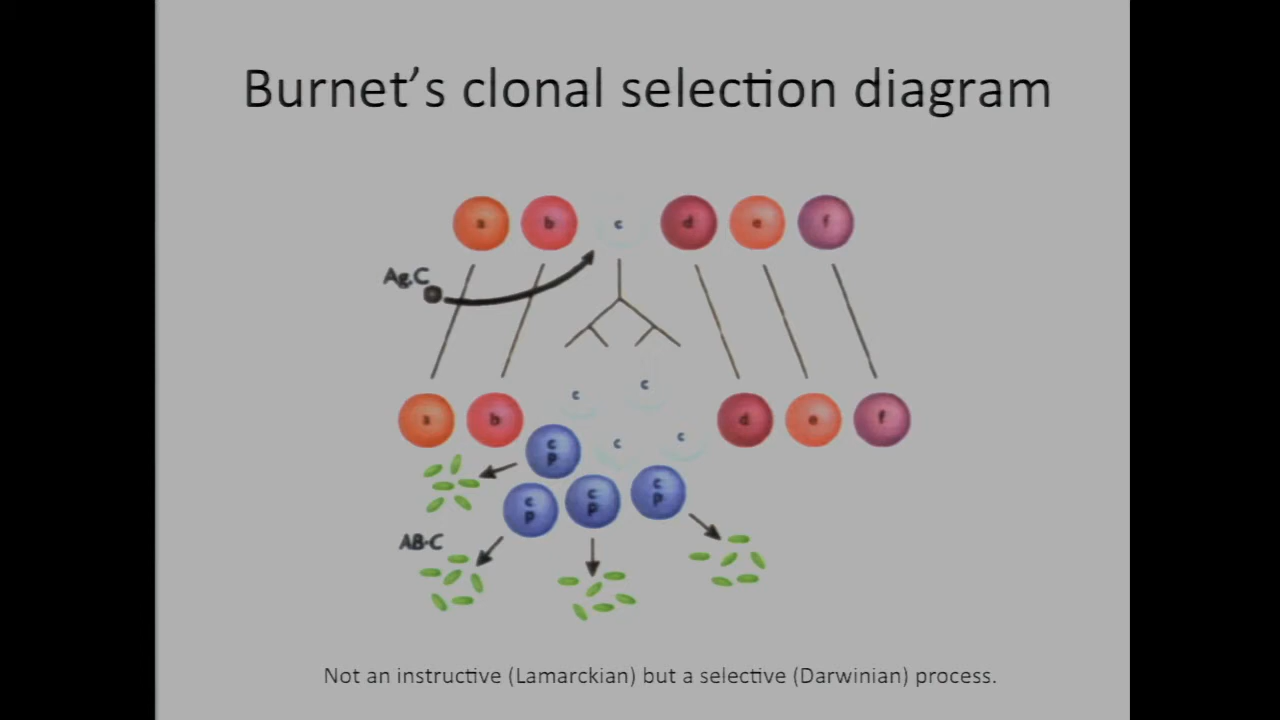 Burnet's clonal selection diagram
a b c d e f
Ag.C
c c
a b c c d e f
c P
c P c P c P
AB-C
Not an instructive (Lamarckian) but a selective (Darwinian) process.